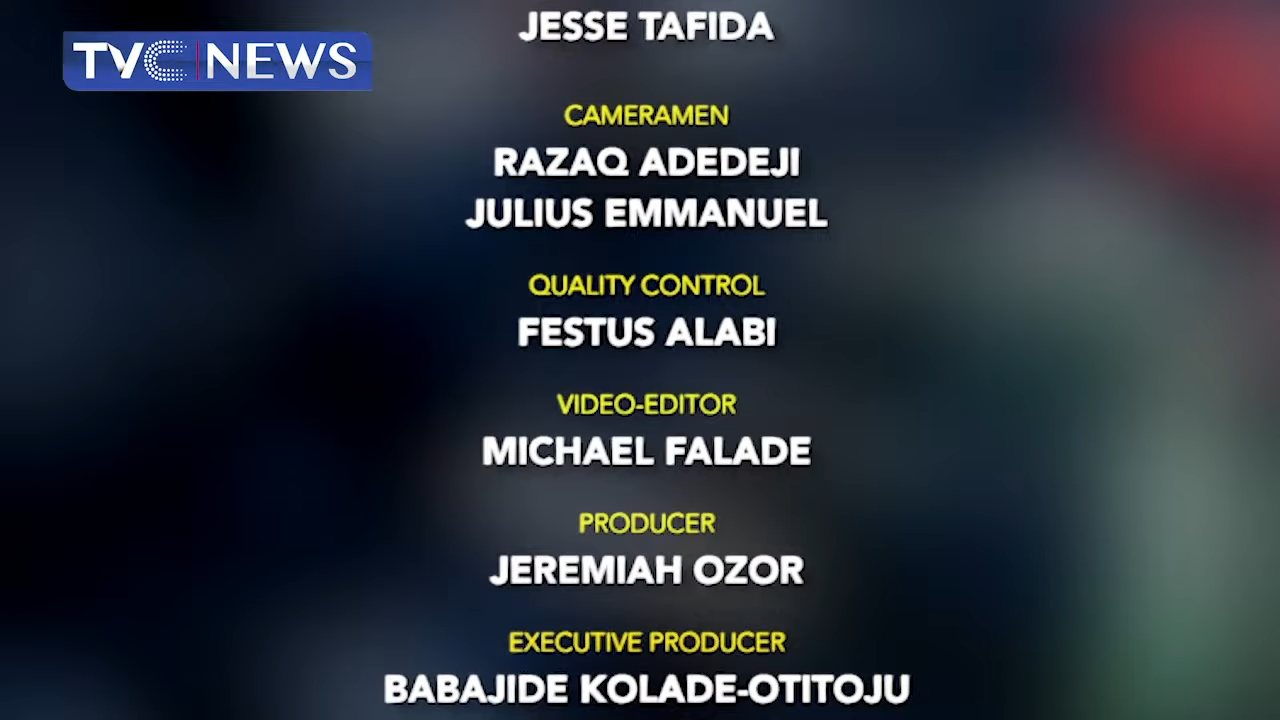 JESSE TAFIDA
TVC NEWS
CAMERAMEN
RAZAQ ADEDEJI
JULIUS EMMANUEL
QUALITY CONTROL
FESTUS ALABI
VIDEO-EDITOR
MICHAEL FALADE
PRODUCER
JEREMIAH OZOR
EXECUTIVE PRODUCER
BABAJIDE KOLADE-OTITOJU